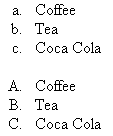 a. Coffee
b. Tea
c. Coca Cola
A. Coffee
B. Tea
C. Coca Cola